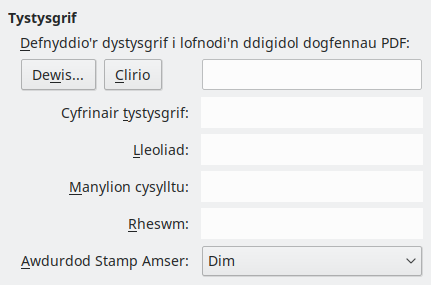 Tystysgrif
Defnyddio'r dystysgrif i lofnodi'n ddigidol dogfennau PDF:
Dewis... Clirio
Cyfrinair tystysgrif:
Lleoliad:
Manylion cysylltu:
Rheswm:
Awdurdod Stamp Amser: Dim